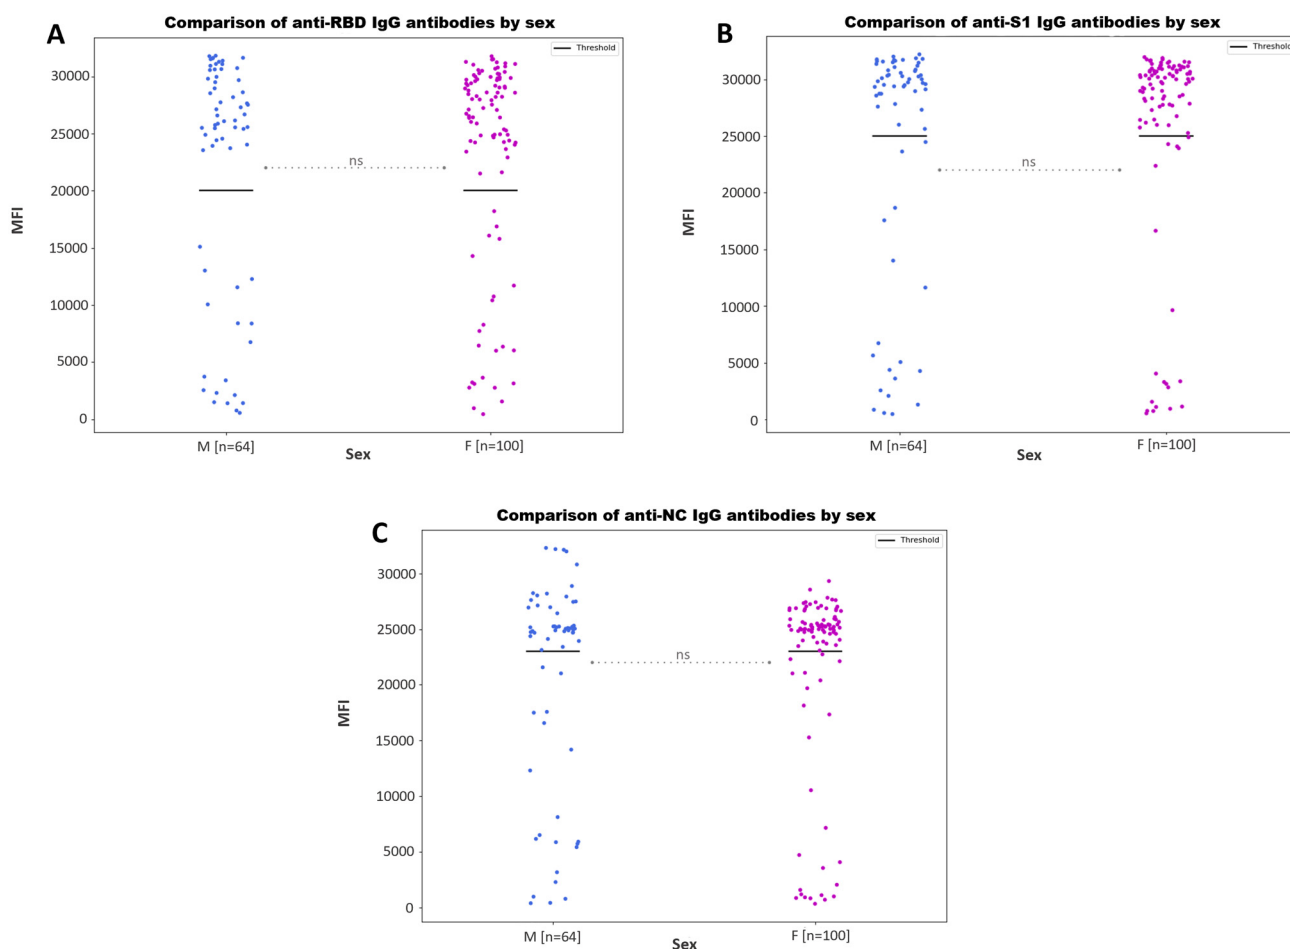 A
Comparison of anti-RBD IgG antibodies by sex
Threshold
30000
25000
20000
15000
10000
5000
0
MFI
ns
M [n=64]
F [n=100]
Sex
B
Comparison of anti-S1 IgG antibodies by sex
Threshold
30000
25000
20000
15000
10000
5000
0
MFI
ns
M [n=64]
F [n=100]
Sex
C
Comparison of anti-NC IgG antibodies by sex
Threshold
30000
25000
20000
15000
10000
5000
0
MFI
ns
M [n=64]
F [n=100]
Sex